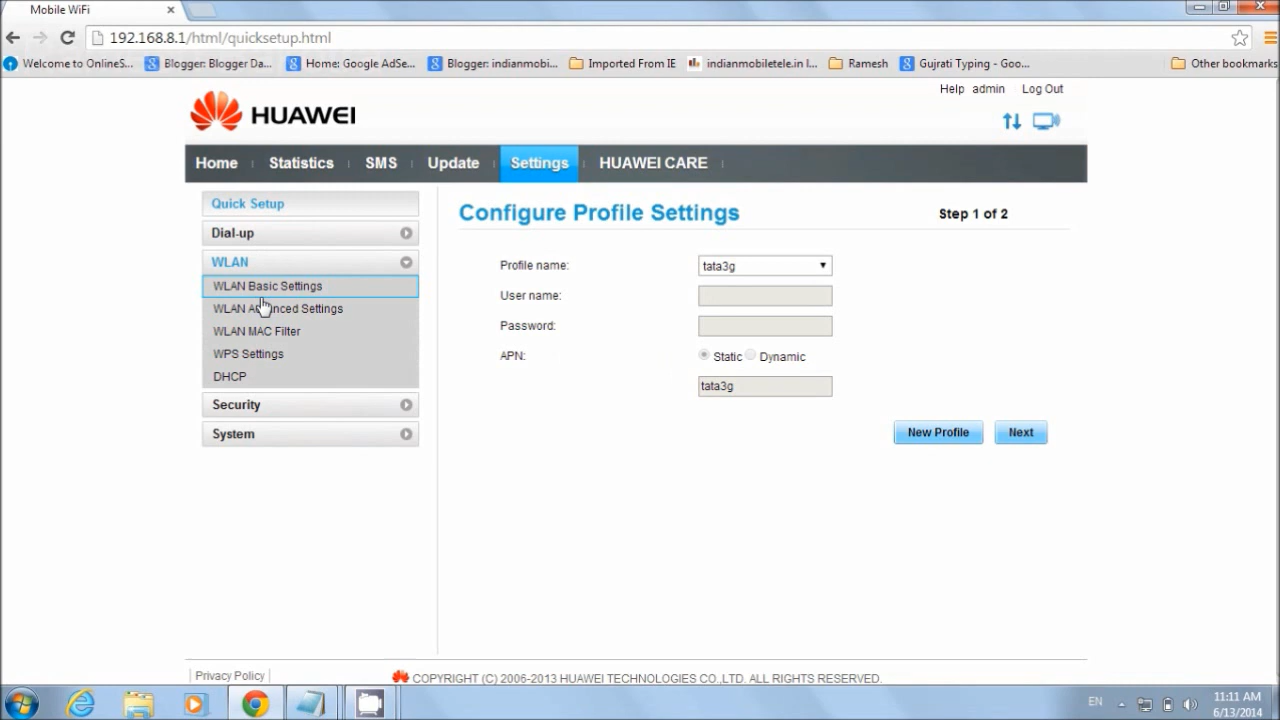 Mobile WiFi
192.168.8.1/html/quicksetup.html
Welcome to OnlineS... Blogger: Blogger Da... Home: Google AdSe... Blogger: indianmobi... Imported From IE indianmobiletele.in I... Ramesh Gujrati Typing - Goo... Other bookmarks
Help admin Log Out
HUAWEI
Home Statistics SMS Update Settings HUAWEI CARE
Quick Setup
Dial-up
WLAN
WLAN Basic Settings
WLAN Advanced Settings
WLAN MAC Filter
WPS Settings
DHCP
Security
System
Configure Profile Settings Step 1 of 2
Profile name: tata3g
User name:
Password:
APN: Static Dynamic
tata3g
New Profile Next
Privacy Policy COPYRIGHT (C) 2006-2013 HUAWEI TECHNOLOGIES CO.,LTD. ALL RIGHTS RESERVED.
EN 11:11 AM
6/13/2014